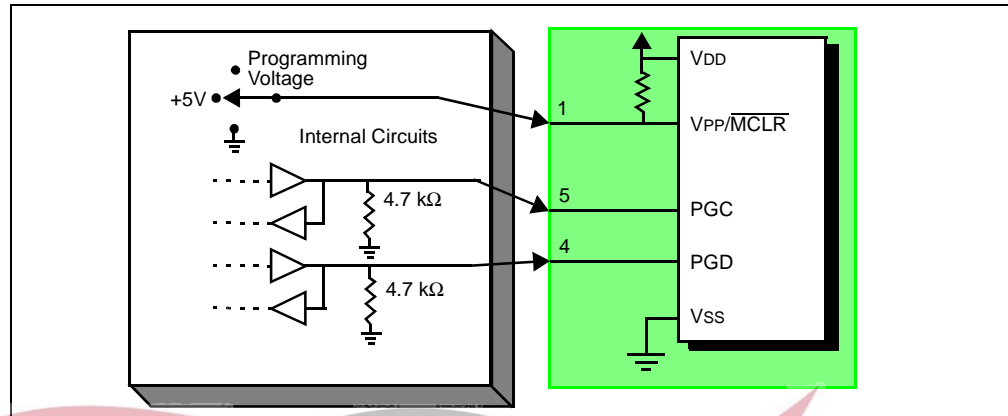 Programming
Voltage
+5V
Internal Circuits
4.7 kΩ
4.7 kΩ
1
5
4
VDD
VPP/MCLR
PGC
PGD
VSS